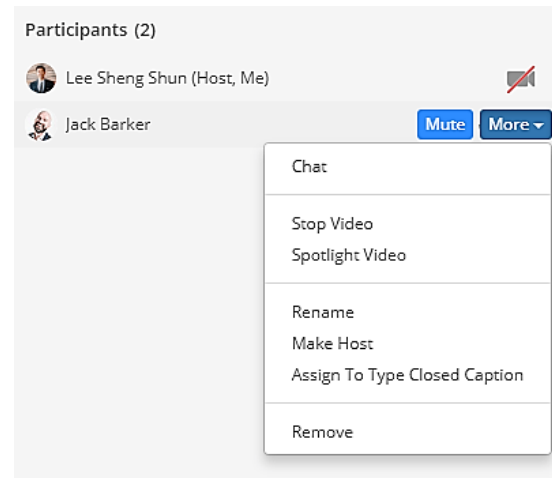 Participants (2)
Lee Sheng Shun (Host, Me)
Jack Barker Mute More
Chat
Stop Video
Spotlight Video
Rename
Make Host
Assign To Type Closed Caption
Remove